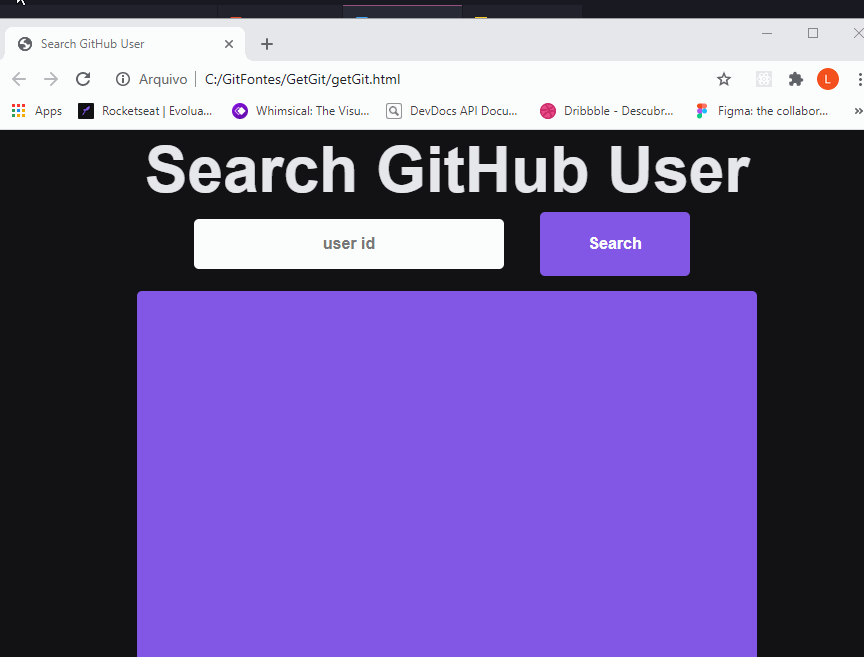 Search GitHub User
Arquivo C:/GitFontes/GetGit/getGit.html L
Apps Rocketseat | Evolua... Whimsical: The Visu... DevDocs API Docu... Dribbble - Descubr... Figma: the collabor... »
Search GitHub User
user id Search